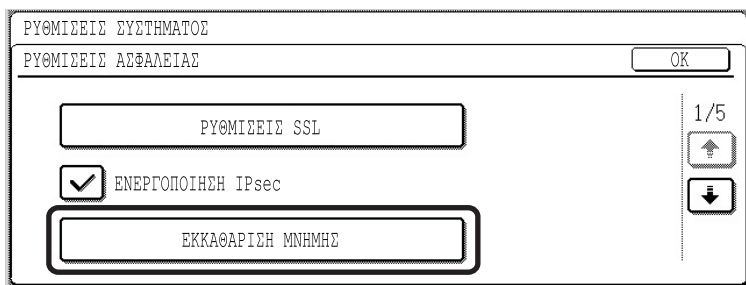 ΡΥΘΜΙΣΕΙΣ ΣΥΣΤΗΜΑΤΟΣ
ΡΥΘΜΙΣΕΙΣ ΑΣΦΑΛΕΙΑΣ OK
ΡΥΘΜΙΣΕΙΣ SSL
1/5
ΕΝΕΡΓΟΠΟΙΗΣΗ IPsec
ΕΚΚΑΘΑΡΙΣΗ ΜΝΗΜΗΣ